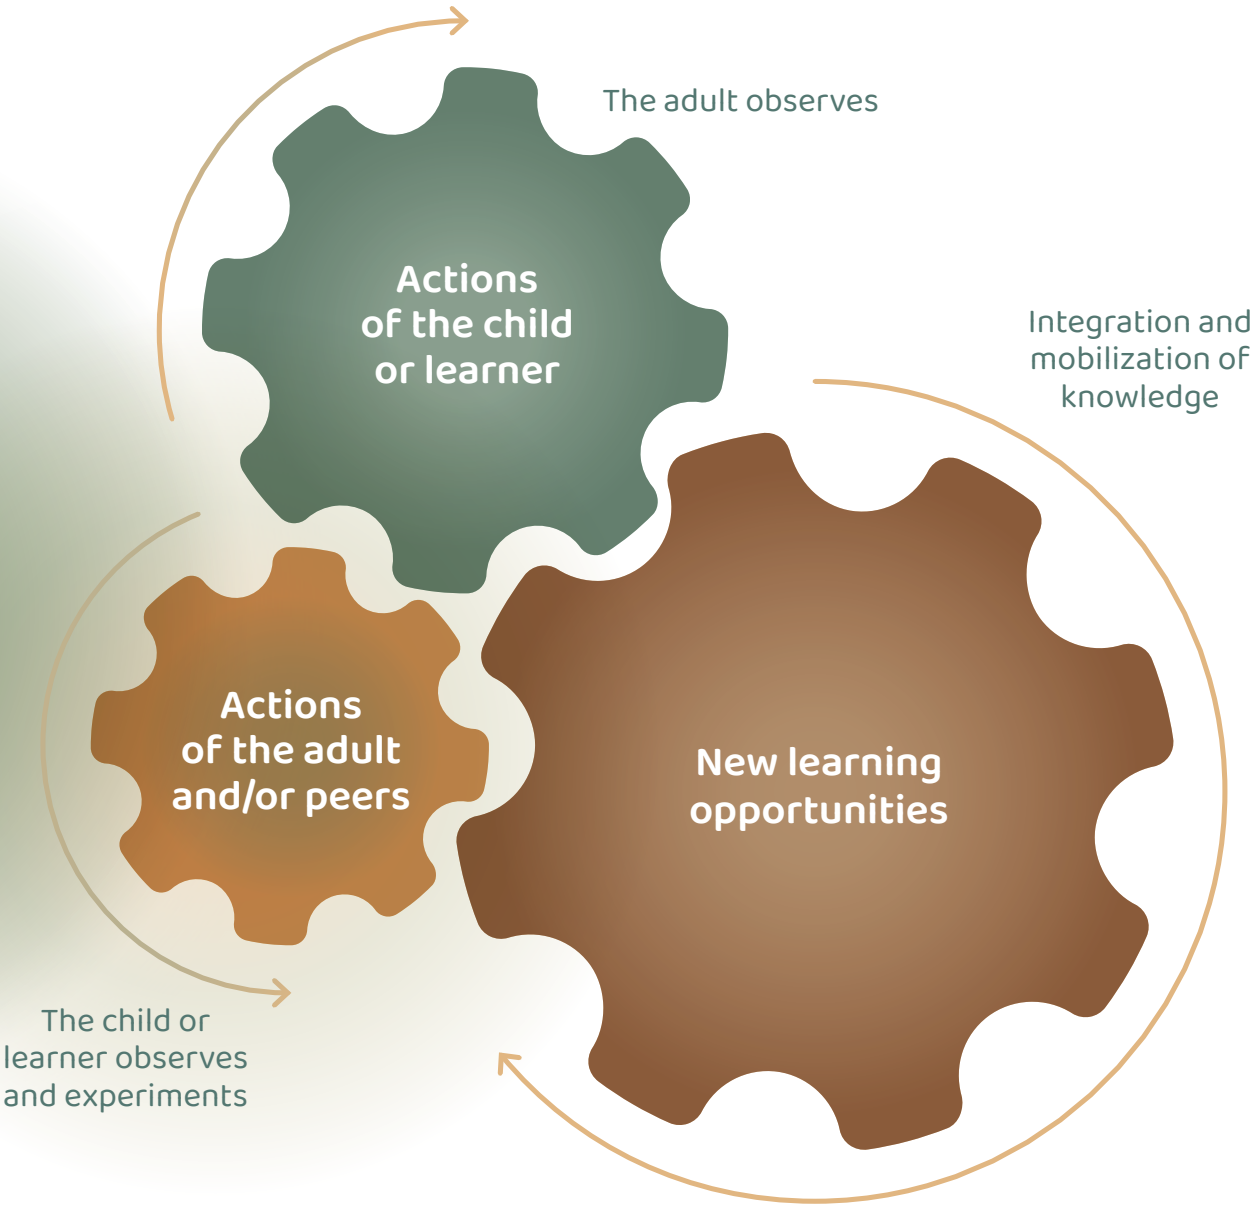 The adult observes
Actions
of the child
or learner
Integration and
mobilization of
knowledge
Actions
of the adult
and/or peers
New learning
opportunities
The child or
learner observes
and experiments